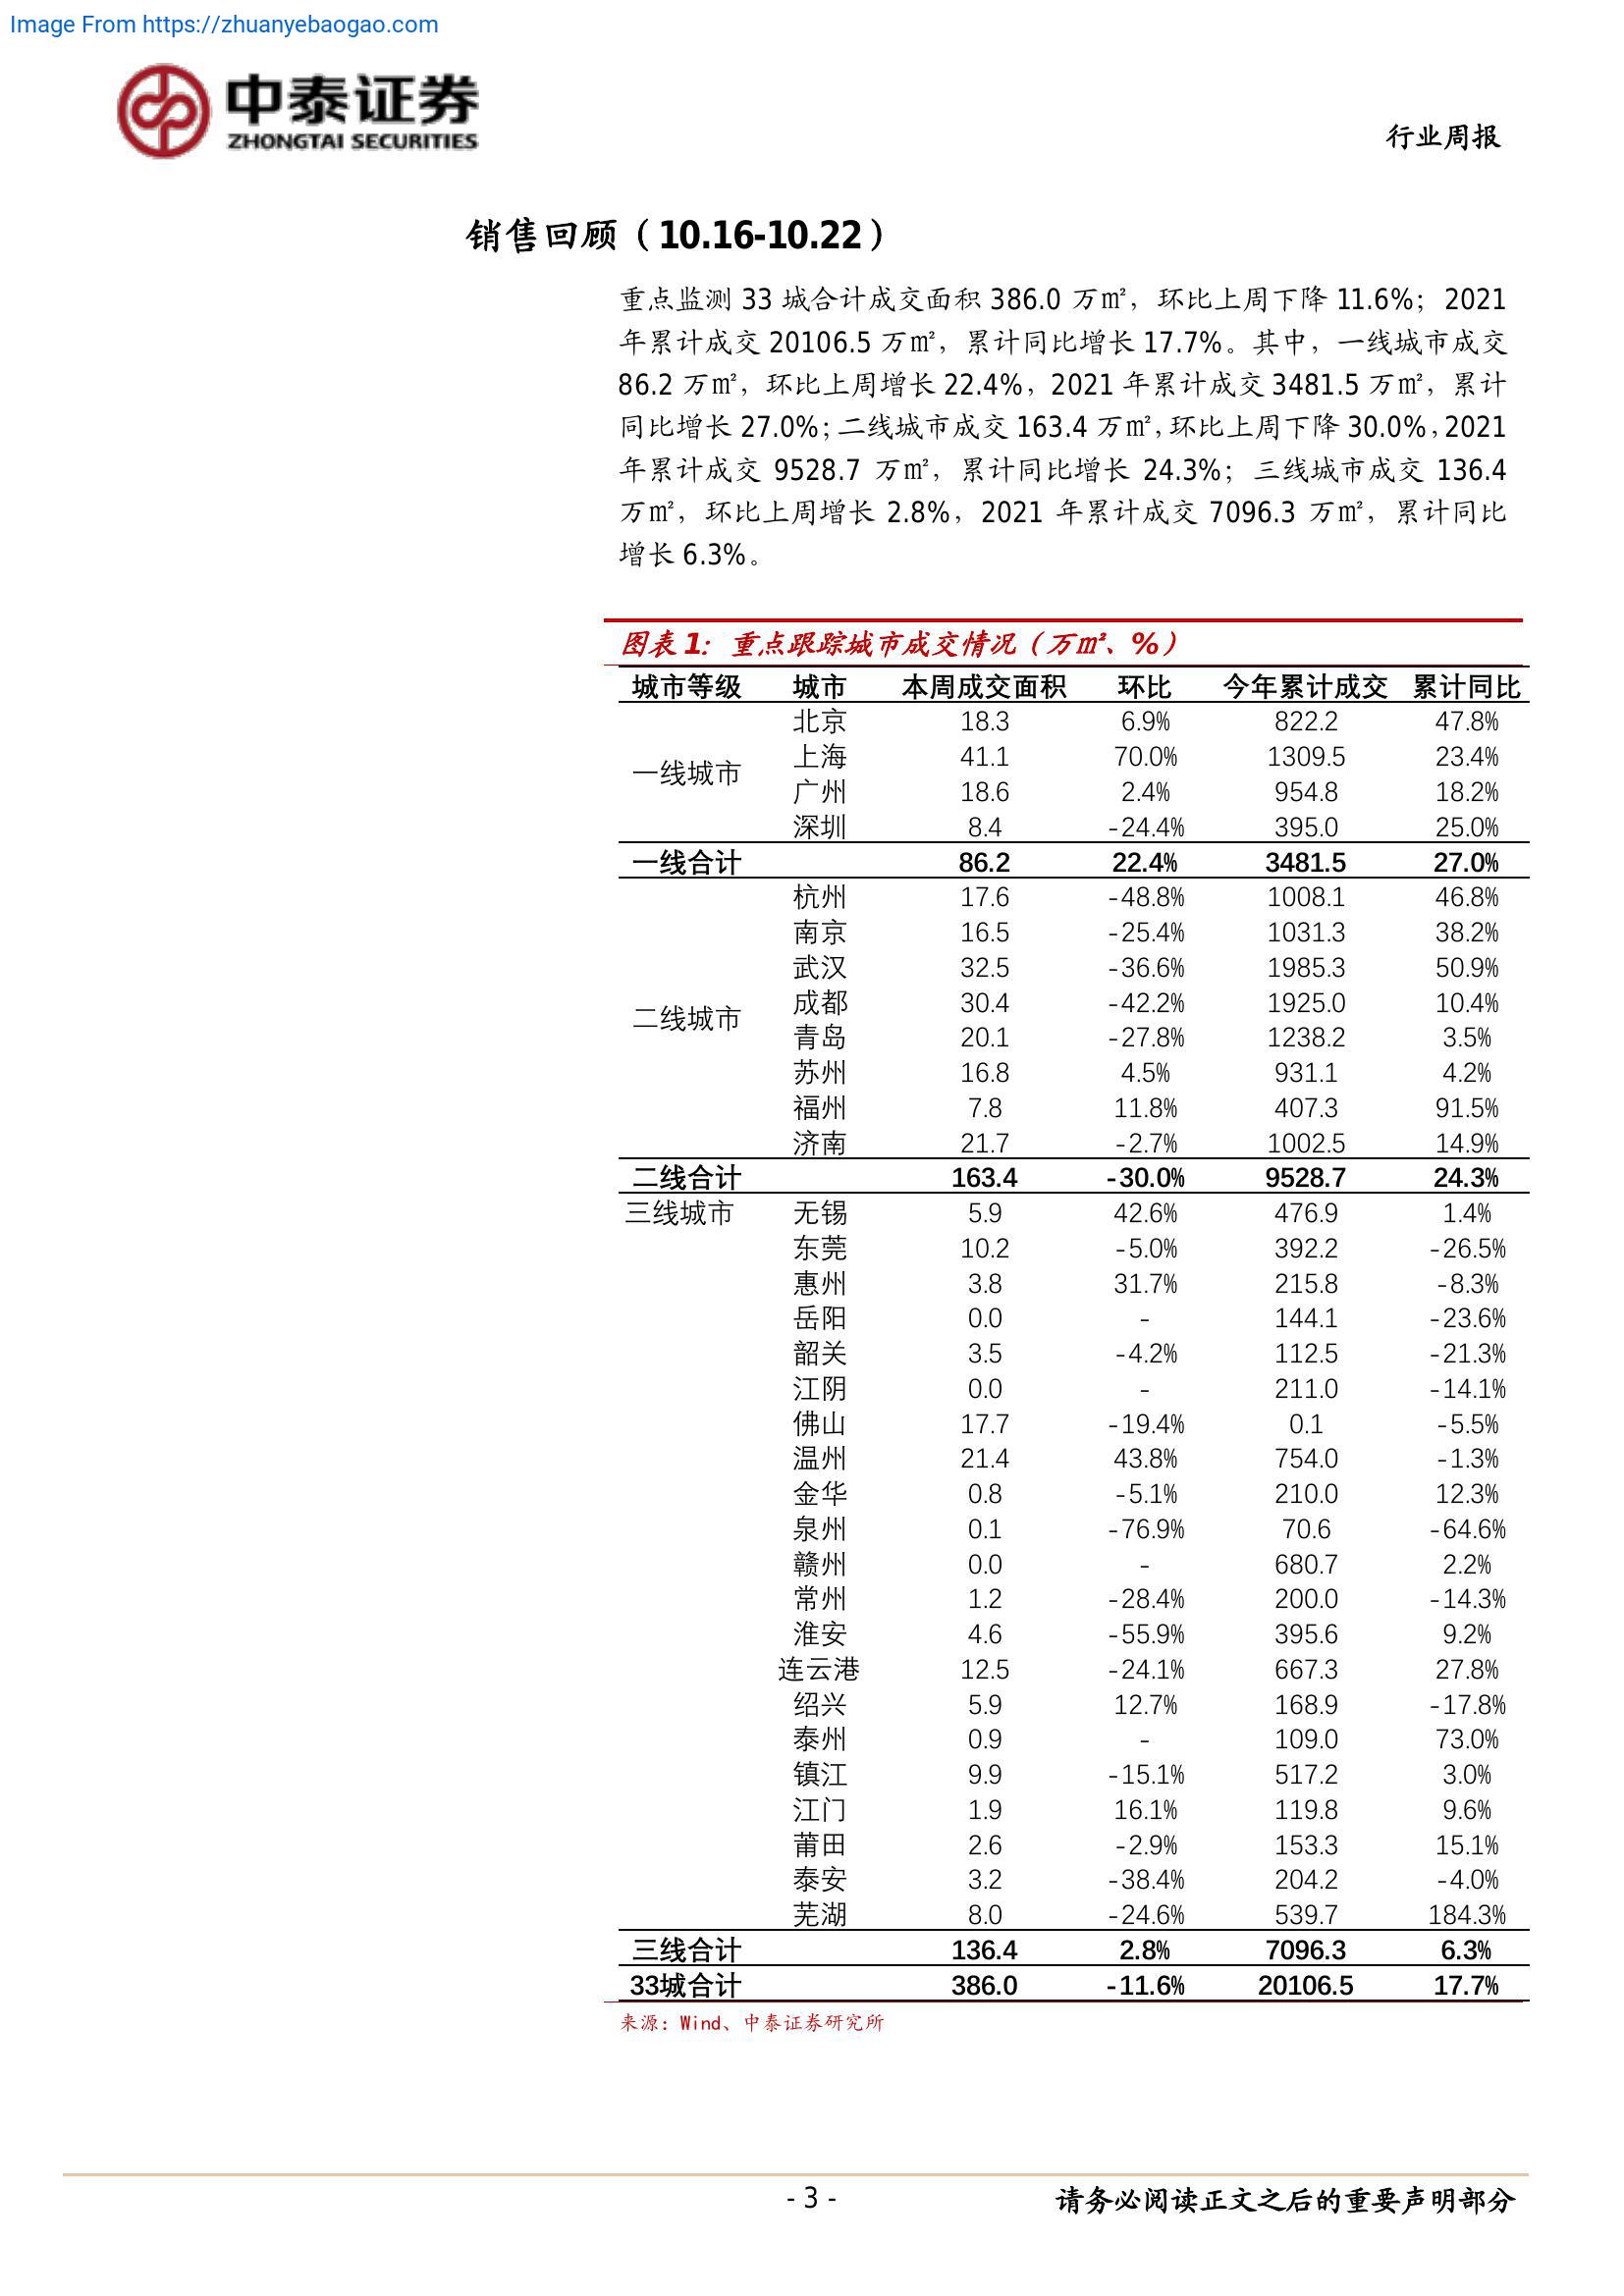 Image From https://zhuanyebaogao.com
中泰证券
ZHONGTAI SECURITIES
行业周报
销售回顾（10.16-10.22）
重点监测 33 城合计成交面积 386.0 万㎡，环比上周下降 11.6%；2021
年累计成交 20106.5 万㎡，累计同比增长 17.7%。其中，一线城市成交
86.2 万㎡，环比上周增长 22.4%，2021 年累计成交 3481.5 万㎡，累计
同比增长 27.0%；二线城市成交 163.4 万㎡，环比上周下降 30.0%，2021
年累计成交 9528.7 万㎡，累计同比增长 24.3%；三线城市成交 136.4
万㎡，环比上周增长 2.8%，2021 年累计成交 7096.3 万㎡，累计同比
增长 6.3%。
图表 1：重点跟踪城市成交情况（万㎡、%）
城市等级 城市 本周成交面积 环比 今年累计成交 累计同比
一线城市
北京 18.3 6.9% 822.2 47.8%
上海 41.1 70.0% 1309.5 23.4%
广州 18.6 2.4% 954.8 18.2%
深圳 8.4 -24.4% 395.0 25.0%
一线合计 86.2 22.4% 3481.5 27.0%
二线城市
杭州 17.6 -48.8% 1008.1 46.8%
南京 16.5 -25.4% 1031.3 38.2%
武汉 32.5 -36.6% 1985.3 50.9%
成都 30.4 -42.2% 1925.0 10.4%
青岛 20.1 -27.8% 1238.2 3.5%
苏州 16.8 4.5% 931.1 4.2%
福州 7.8 11.8% 407.3 91.5%
济南 21.7 -2.7% 1002.5 14.9%
二线合计 163.4 -30.0% 9528.7 24.3%
三线城市 无锡 5.9 42.6% 476.9 1.4%
东莞 10.2 -5.0% 392.2 -26.5%
惠州 3.8 31.7% 215.8 -8.3%
岳阳 0.0 - 144.1 -23.6%
韶关 3.5 -4.2% 112.5 -21.3%
江阴 0.0 - 211.0 -14.1%
佛山 17.7 -19.4% 0.1 -5.5%
温州 21.4 43.8% 754.0 -1.3%
金华 0.8 -5.1% 210.0 12.3%
泉州 0.1 -76.9% 70.6 -64.6%
赣州 0.0 - 680.7 2.2%
常州 1.2 -28.4% 200.0 -14.3%
淮安 4.6 -55.9% 395.6 9.2%
连云港 12.5 -24.1% 667.3 27.8%
绍兴 5.9 12.7% 168.9 -17.8%
泰州 0.9 - 109.0 73.0%
镇江 9.9 -15.1% 517.2 3.0%
江门 1.9 16.1% 119.8 9.6%
莆田 2.6 -2.9% 153.3 15.1%
泰安 3.2 -38.4% 204.2 -4.0%
芜湖 8.0 -24.6% 539.7 184.3%
三线合计 136.4 2.8% 7096.3 6.3%
33城合计 386.0 -11.6% 20106.5 17.7%
来源：Wind、中泰证券研究所
- 3 -
请务必阅读正文之后的重要声明部分